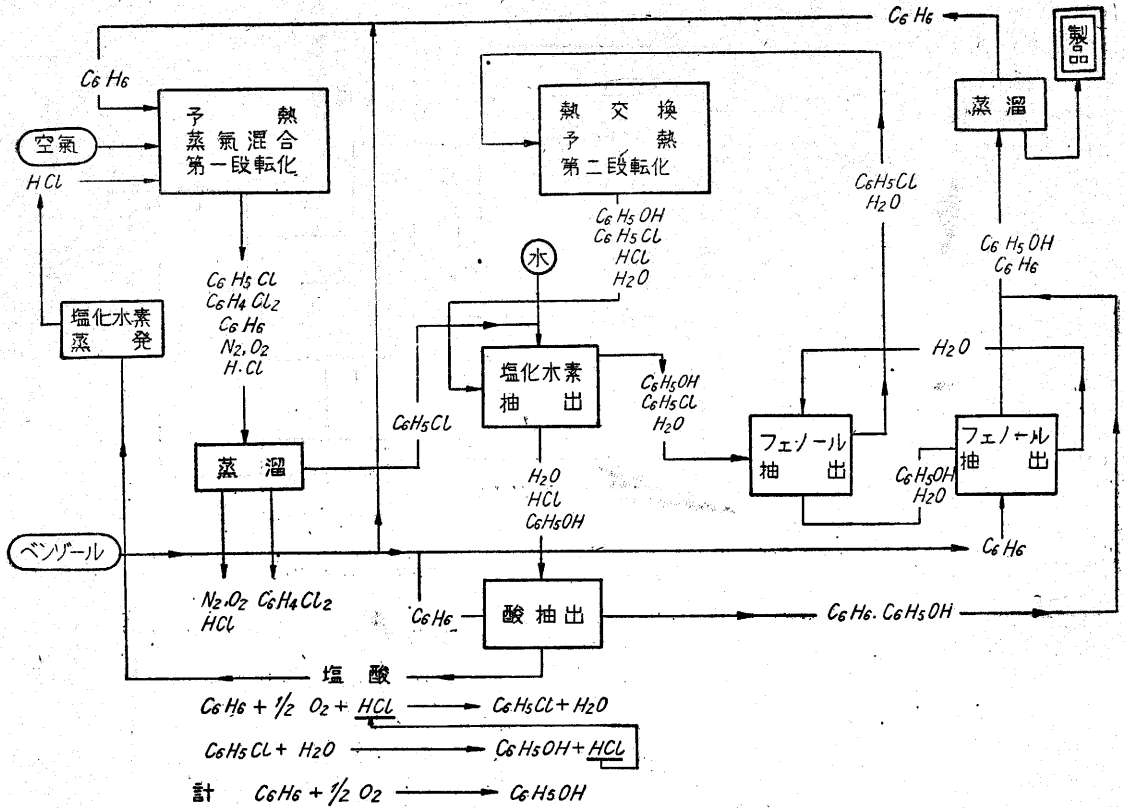 C6H6
製品
C6H6
予熱
蒸氣混合
第一段転化
熱交換
予熱
第二段転化
蒸溜
空氣
HCl
C6H5Cl
H2O
C6H5OH
C6H5Cl
HCl
H2O
水
C6H5OH
C6H6
C6H5Cl
C6H4Cl2
C6H6
N2,O2
H・Cl
塩化水素
蒸発
塩化水素
抽出
H2O
C6H5OH
C6H5Cl
H2O
C6H5Cl
フェノール
抽出
フェノール
抽出
C6H5OH
H2O
蒸溜
H2O
HCl
C6H5OH
ベンゾール
C6H6
N2,O2
HCl
C6H4Cl2
C6H6
酸抽出
C6H6・C6H5OH
塩酸
C6H6 + 1/2 O2 + HCl → C6H5Cl + H2O
C6H5Cl + H2O → C6H5OH + HCl
計 C6H6 + 1/2 O2 → C6H5OH